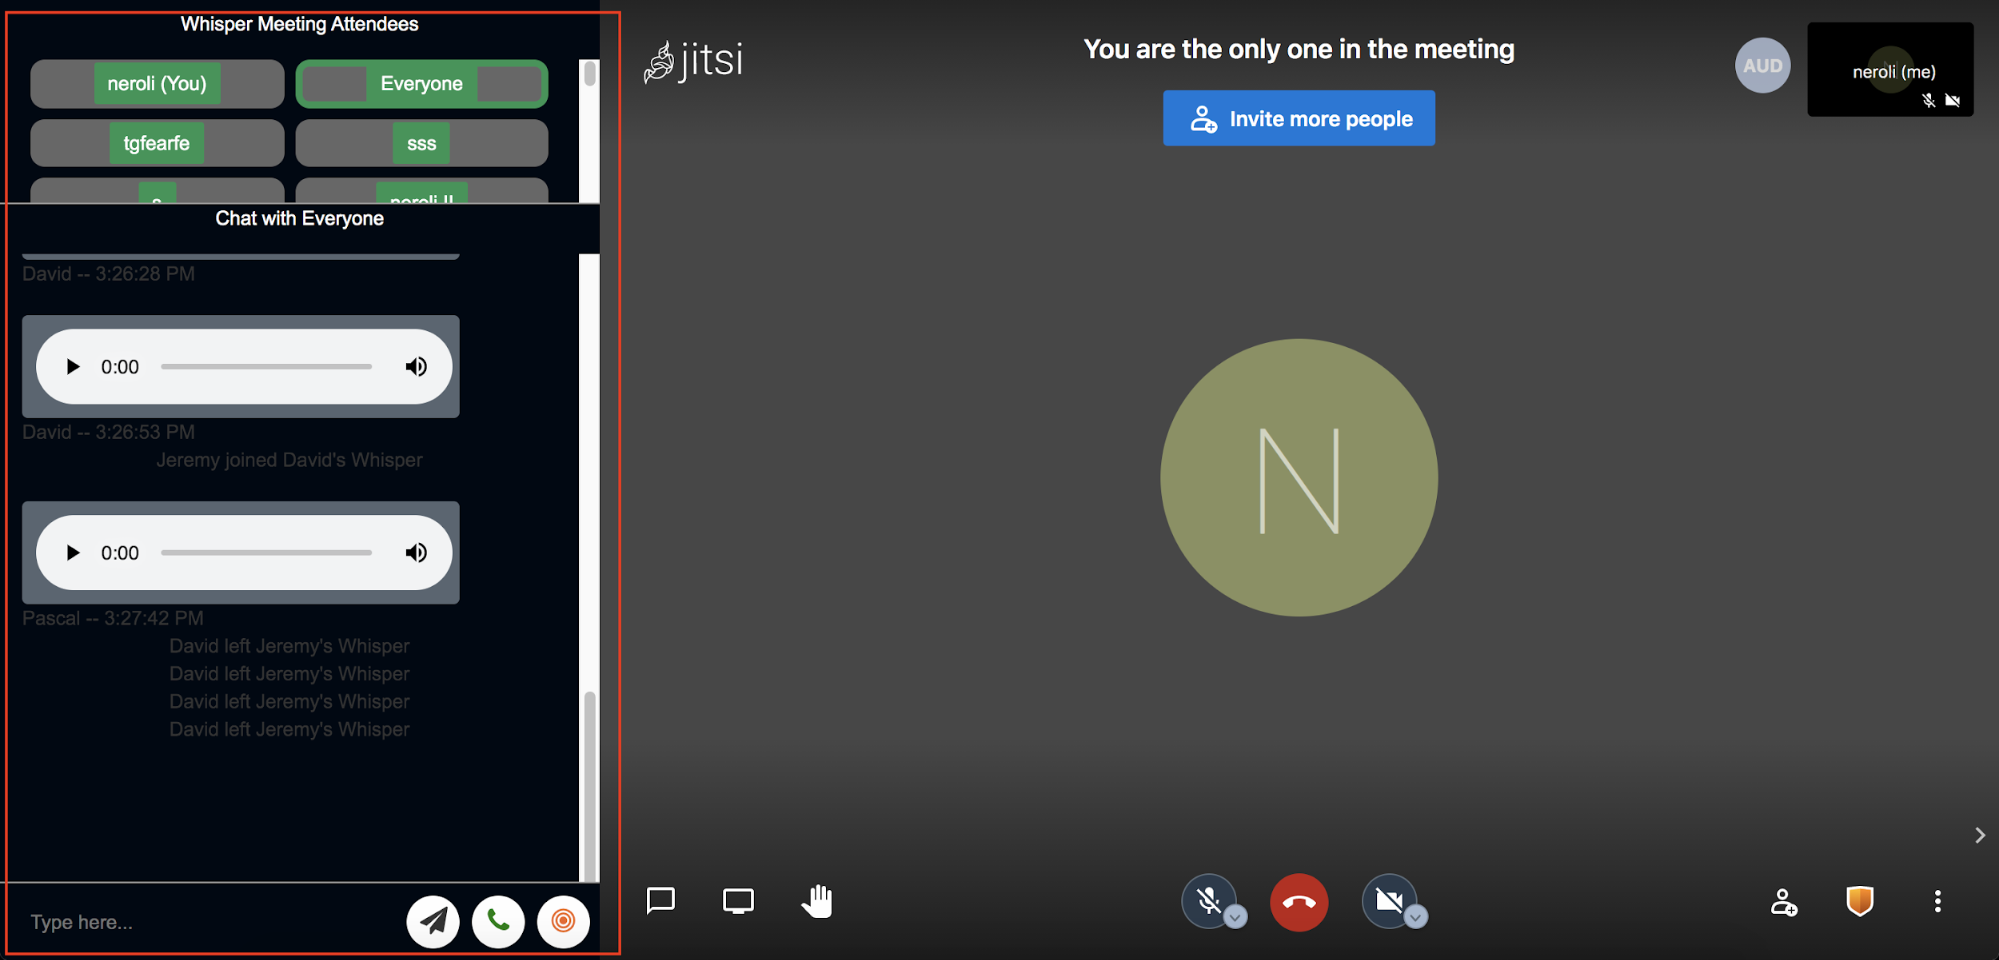 Whisper Meeting Attendees
neroli (You)
Everyone
tgfearfe
sss
s
neroli II
Chat with Everyone
David -- 3:26:28 PM
0:00
David -- 3:26:53 PM
Jeremy joined David's Whisper
0:00
Pascal -- 3:27:42 PM
David left Jeremy's Whisper
David left Jeremy's Whisper
David left Jeremy's Whisper
David left Jeremy's Whisper
Type here...
jitsi
You are the only one in the meeting
Invite more people
AUD
neroli (me)
N